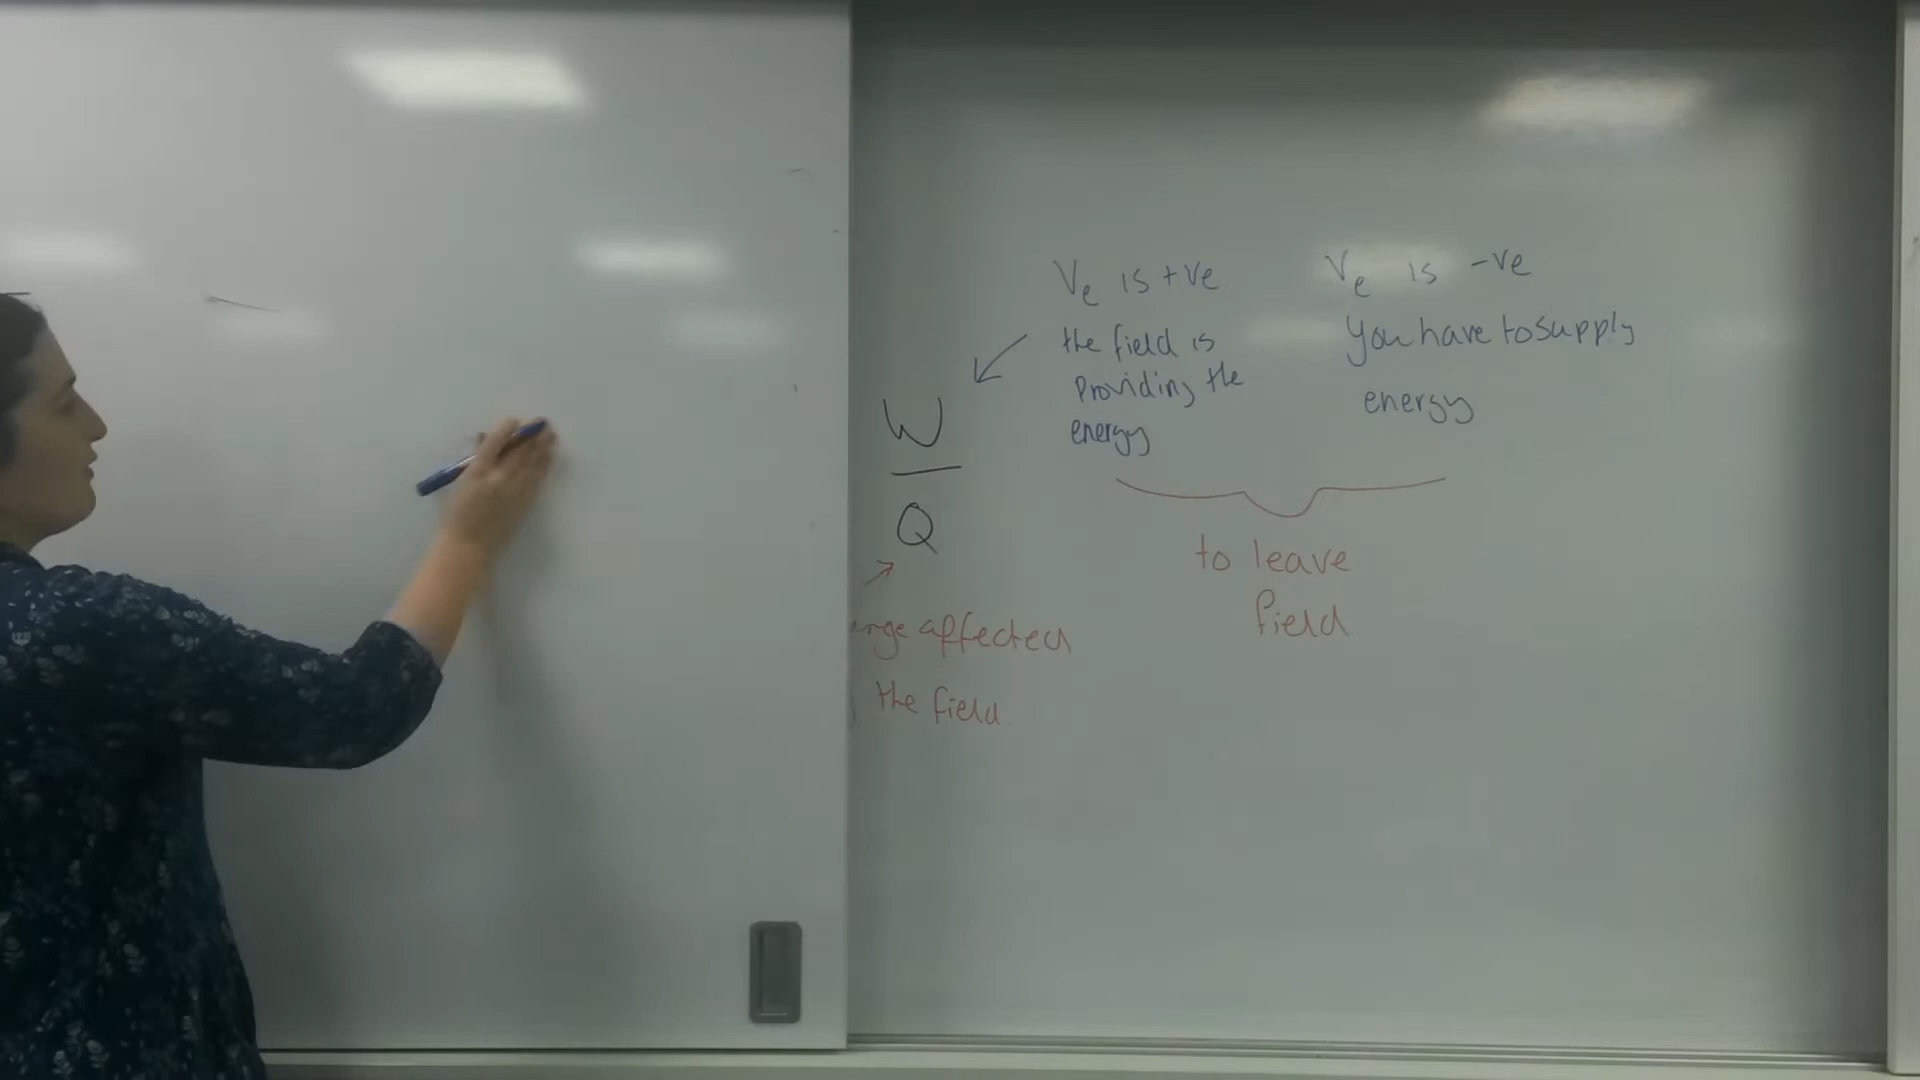 Ve is +ve
the field is
providing the
energy
Ve is -ve
You have to supply
energy
W
Q
to leave
field
affected
the field